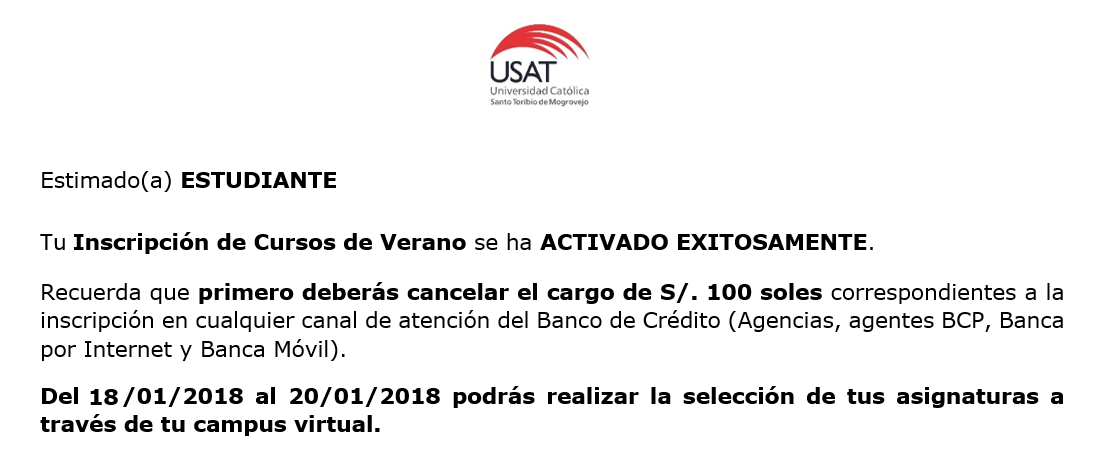 USAT
Universidad Católica
Santo Toribio de Mogrovejo
Estimado(a) ESTUDIANTE
Tu Inscripción de Cursos de Verano se ha ACTIVADO EXITOSAMENTE.
Recuerda que primero deberás cancelar el cargo de S/. 100 soles correspondientes a la
inscripción en cualquier canal de atención del Banco de Crédito (Agencias, agentes BCP, Banca
por Internet y Banca Móvil).
Del 18/01/2018 al 20/01/2018 podrás realizar la selección de tus asignaturas a
través de tu campus virtual.